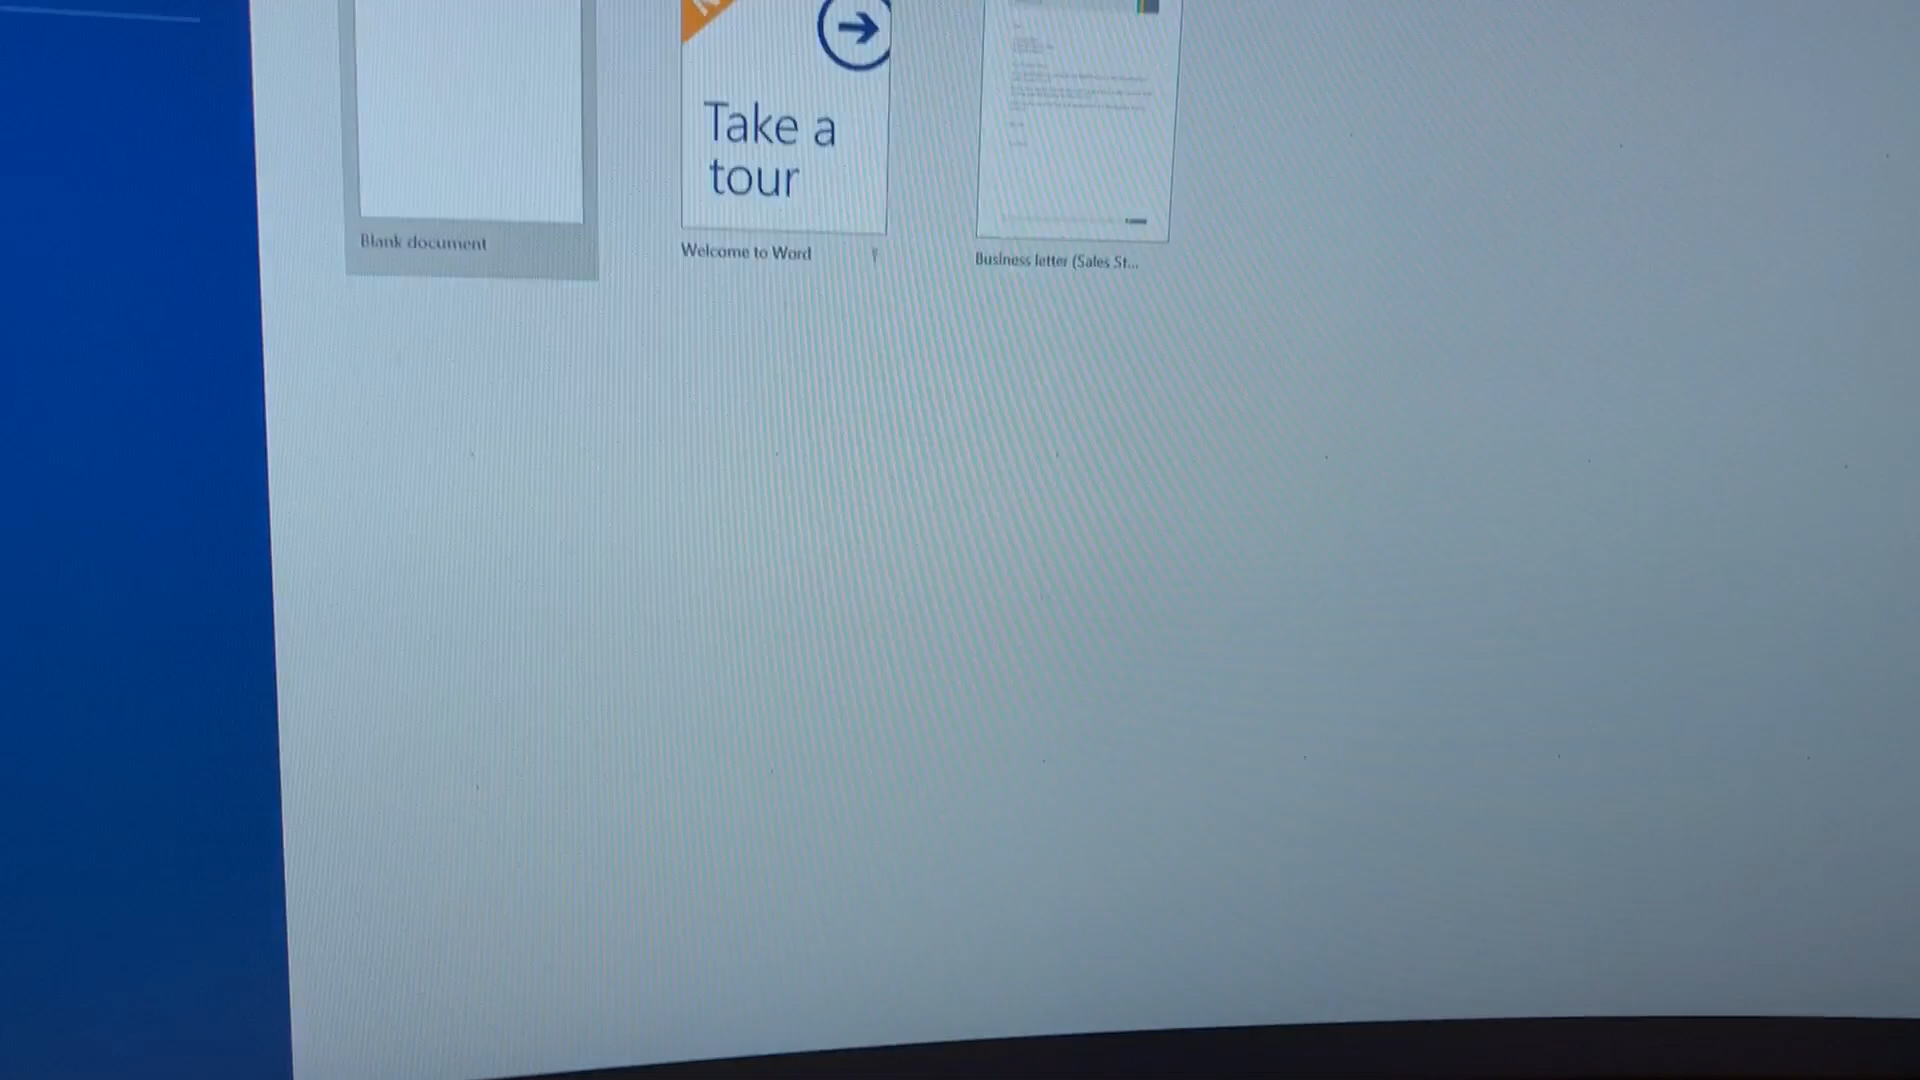 Take a
tour
Blank document
Welcome to Word
Business letter (Sales St...